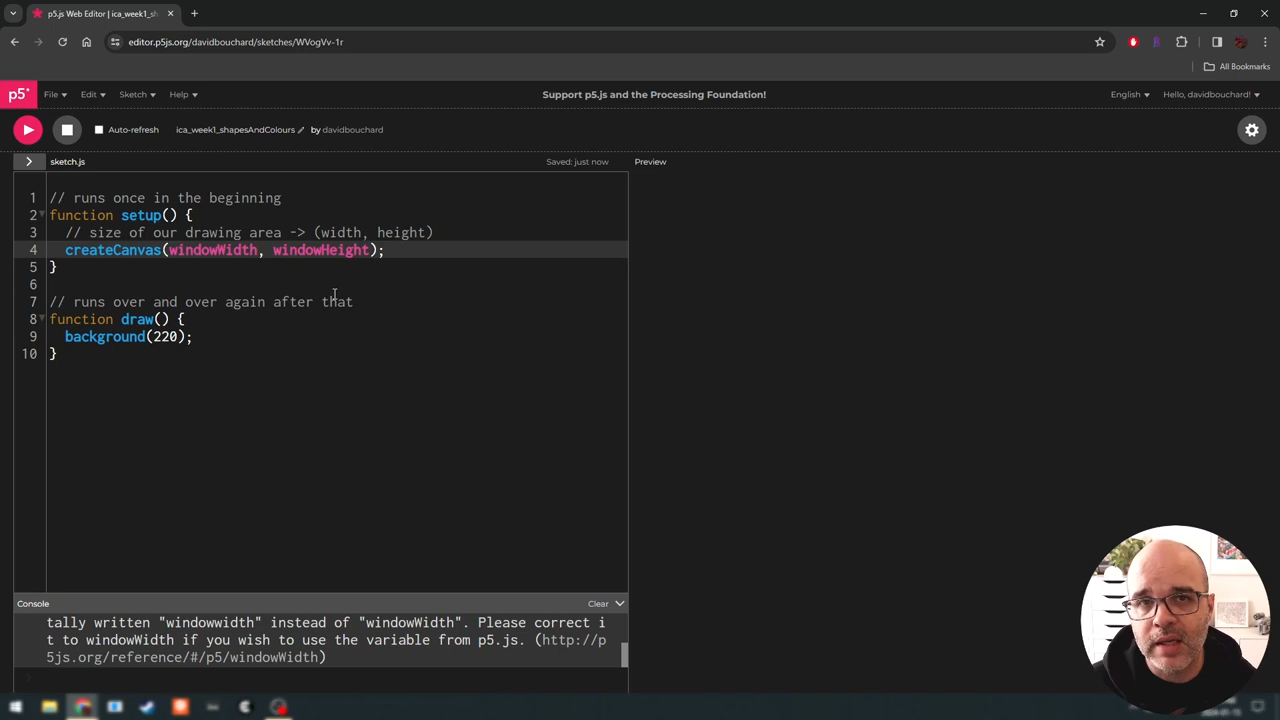 p5.js Web Editor | ica_week1_sh
editor.p5js.org/davidbouchard/sketches/WVogVv-1r
All Bookmarks
p5* File Edit Sketch Help Support p5.js and the Processing Foundation! English Hello, davidbouchard!
Auto-refresh ica_week1_shapesAndColours by davidbouchard
sketch.js Saved: just now Preview
1 // runs once in the beginning
2 function setup() {
3 // size of our drawing area -> (width, height)
4 createCanvas(windowWidth, windowHeight);
5 }
6
7 // runs over and over again after that
8 function draw() {
9 background(220);
10 }
Console Clear
tally written "windowwidth" instead of "windowWidth". Please correct i
t to windowWidth if you wish to use the variable from p5.js. (http://p
5js.org/reference/#/p5/windowWidth)